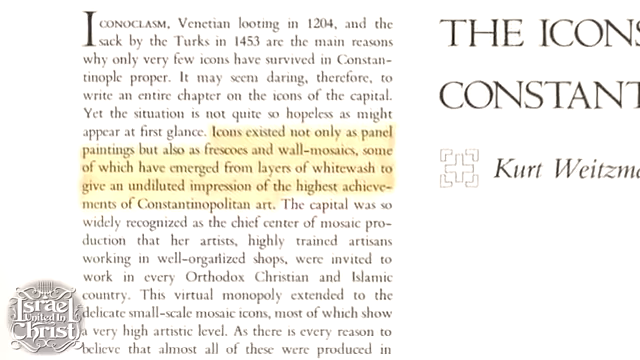 ICONOCLASM, Venetian looting in 1204, and the
sack by the Turks in 1453 are the main reasons
why only very few icons have survived in Constan-
tinople proper. It may seem daring, therefore, to
write an entire chapter on the icons of the capital.
Yet the situation is not quite so hopeless as might
appear at first glance. Icons existed not only as panel
paintings but also as frescoes and wall-mosaics, some
of which have emerged from layers of whitewash to
give an undiluted impression of the highest achieve-
ments of Constantinopolitan art. The capital was so
widely recognized as the chief center of mosaic pro-
duction that her artists, highly trained artisans
working in well-organized shops, were invited to
work in every Orthodox Christian and Islamic
country. This virtual monopoly extended to the
delicate small-scale mosaic icons, most of which show
a very high artistic level. As there is every reason to
believe that almost all of these were produced in
THE ICONS
CONSTANT
Kurt Weitzma
Israel
United In
Christ